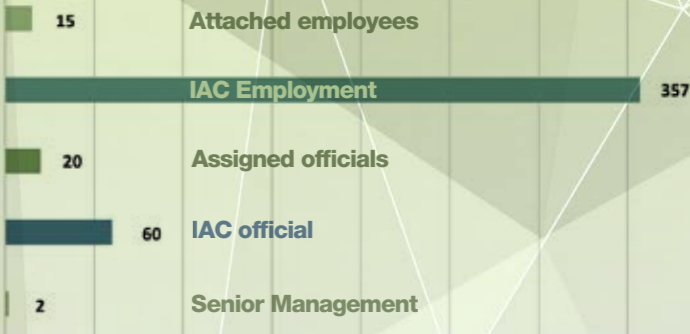 15 Attached employees
IAC Employment 357
20 Assigned officials
60 IAC official
2 Senior Management